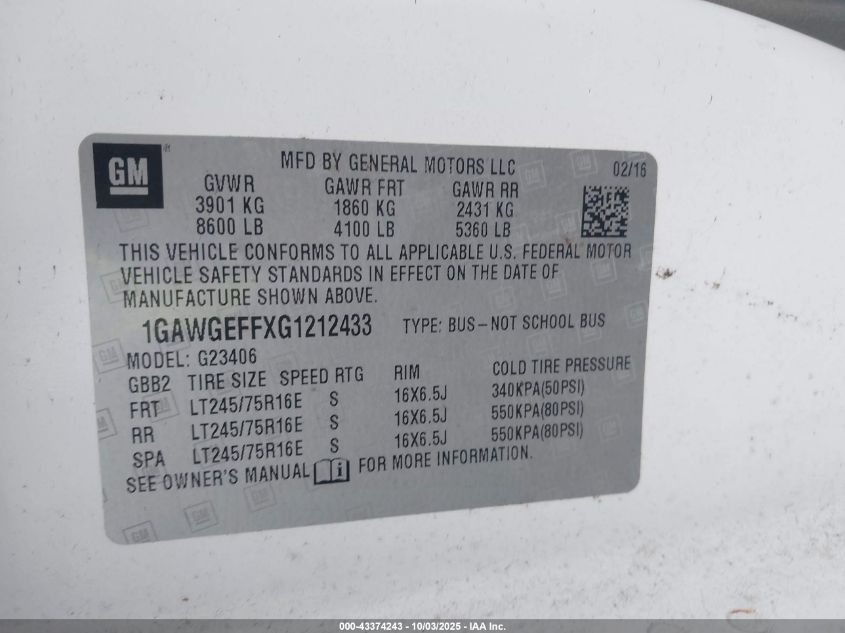 GM
MFD BY GENERAL MOTORS LLC 02/16
GVWR GAWR FRT GAWR RR
3901 KG 1860 KG 2431 KG
8600 LB 4100 LB 5360 LB
THIS VEHICLE CONFORMS TO ALL APPLICABLE U.S. FEDERAL MOTOR
VEHICLE SAFETY STANDARDS IN EFFECT ON THE DATE OF
MANUFACTURE SHOWN ABOVE.
1GAWGEFFXG1212433 TYPE: BUS-NOT SCHOOL BUS
MODEL: G23406
GBB2 TIRE SIZE SPEED RTG RIM COLD TIRE PRESSURE
FRT LT245/75R16E S 16X6.5J 340KPA(50PSI)
RR LT245/75R16E S 16X6.5J 550KPA(80PSI)
SPA LT245/75R16E S 16X6.5J 550KPA(80PSI)
SEE OWNER'S MANUAL FOR MORE INFORMATION.
000-43374243 - 10/03/2025 - IAA Inc.